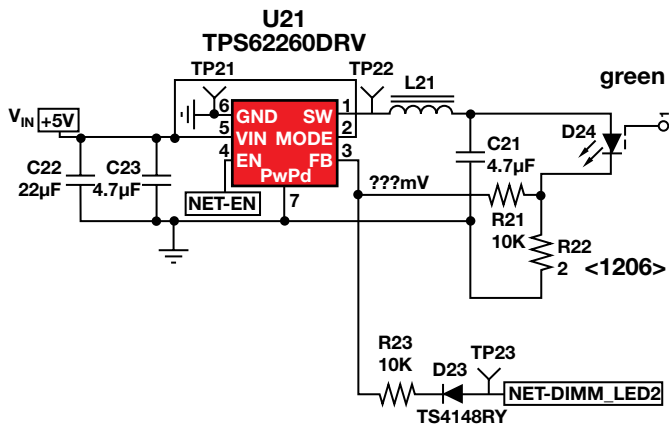 U21
TPS62260DRV
TP21
TP22
L21
green
6
GND
SW
1
VIN
+5V
5
VIN
MODE
2
D24
1
4
EN
FB
3
C21
4.7µF
C22
22µF
C23
4.7µF
PwPd
7
???mV
NET-EN
R21
10K
R22
2
<1206>
R23
10K
D23
TP23
NET-DIMM_LED2
TS4148RY